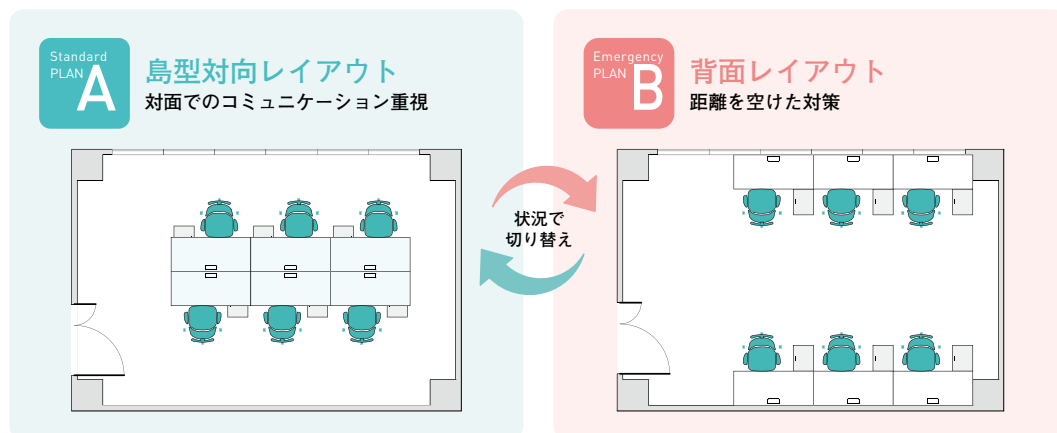 Standard
PLAN A
島型対向レイアウト
対面でのコミュニケーション重視
Emergency
PLAN B
背面レイアウト
距離を空けた対策
状況で
切り替え